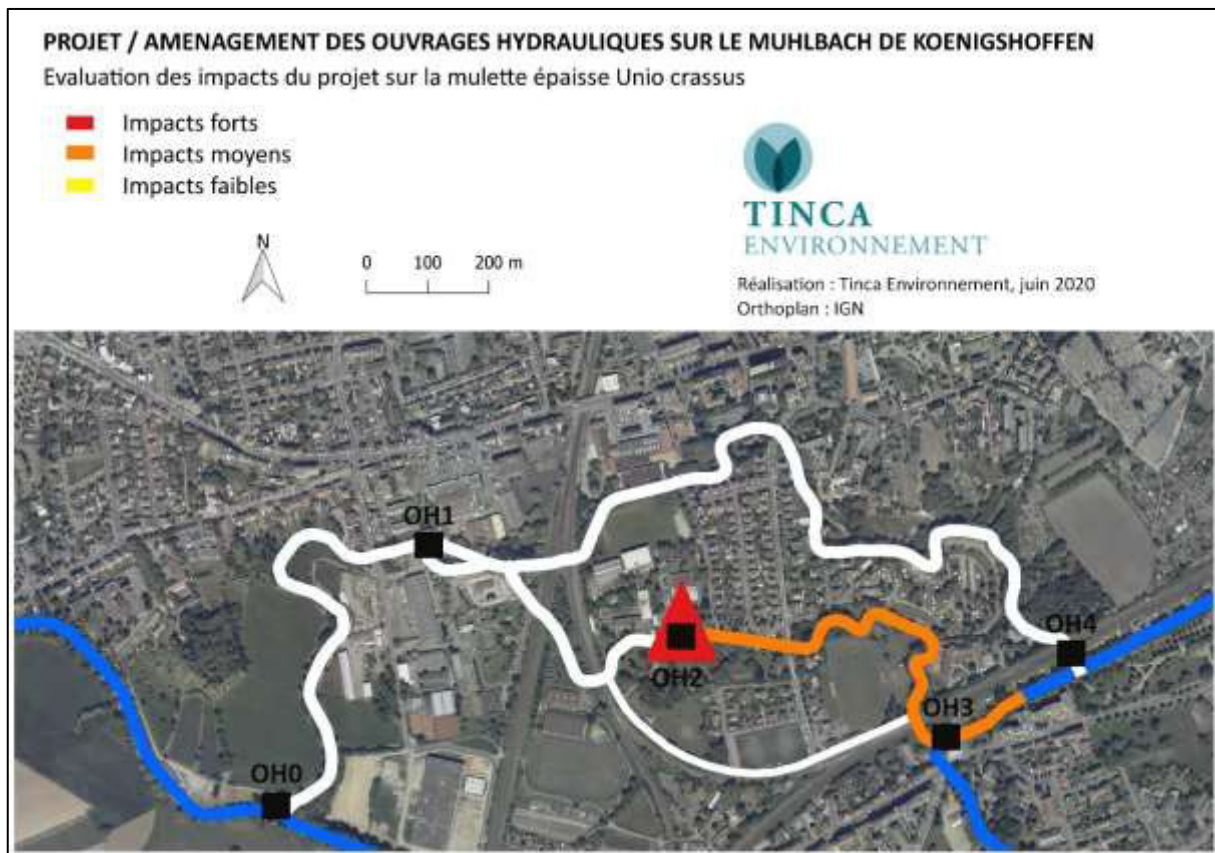 PROJET / AMENAGEMENT DES OUVRAGES HYDRAULIQUES SUR LE MUHLBACH DE KOENIGSHOFFEN
Evaluation des impacts du projet sur la mulette épaisse Unio crassus
Impacts forts
Impacts moyens
Impacts faibles
N
0 100 200 m
TINCA
ENVIRONNEMENT
Réalisation : Tinca Environnement, juin 2020
Orthoplan : IGN
OH1
OH2
OH4
OH3
OH0